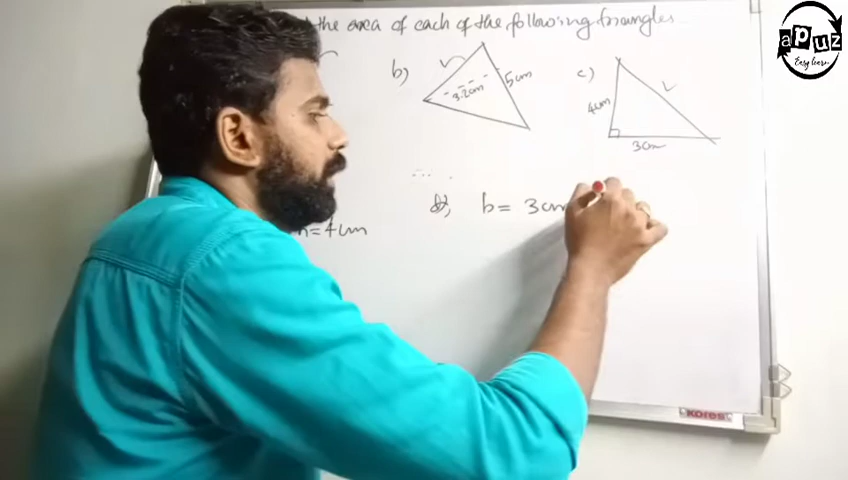 the area of each of the following triangles.
b)
5cm
3.2cm
c)
4cm
3cm
h=4cm
b= 3cm
apuz
Easy learn
KORES